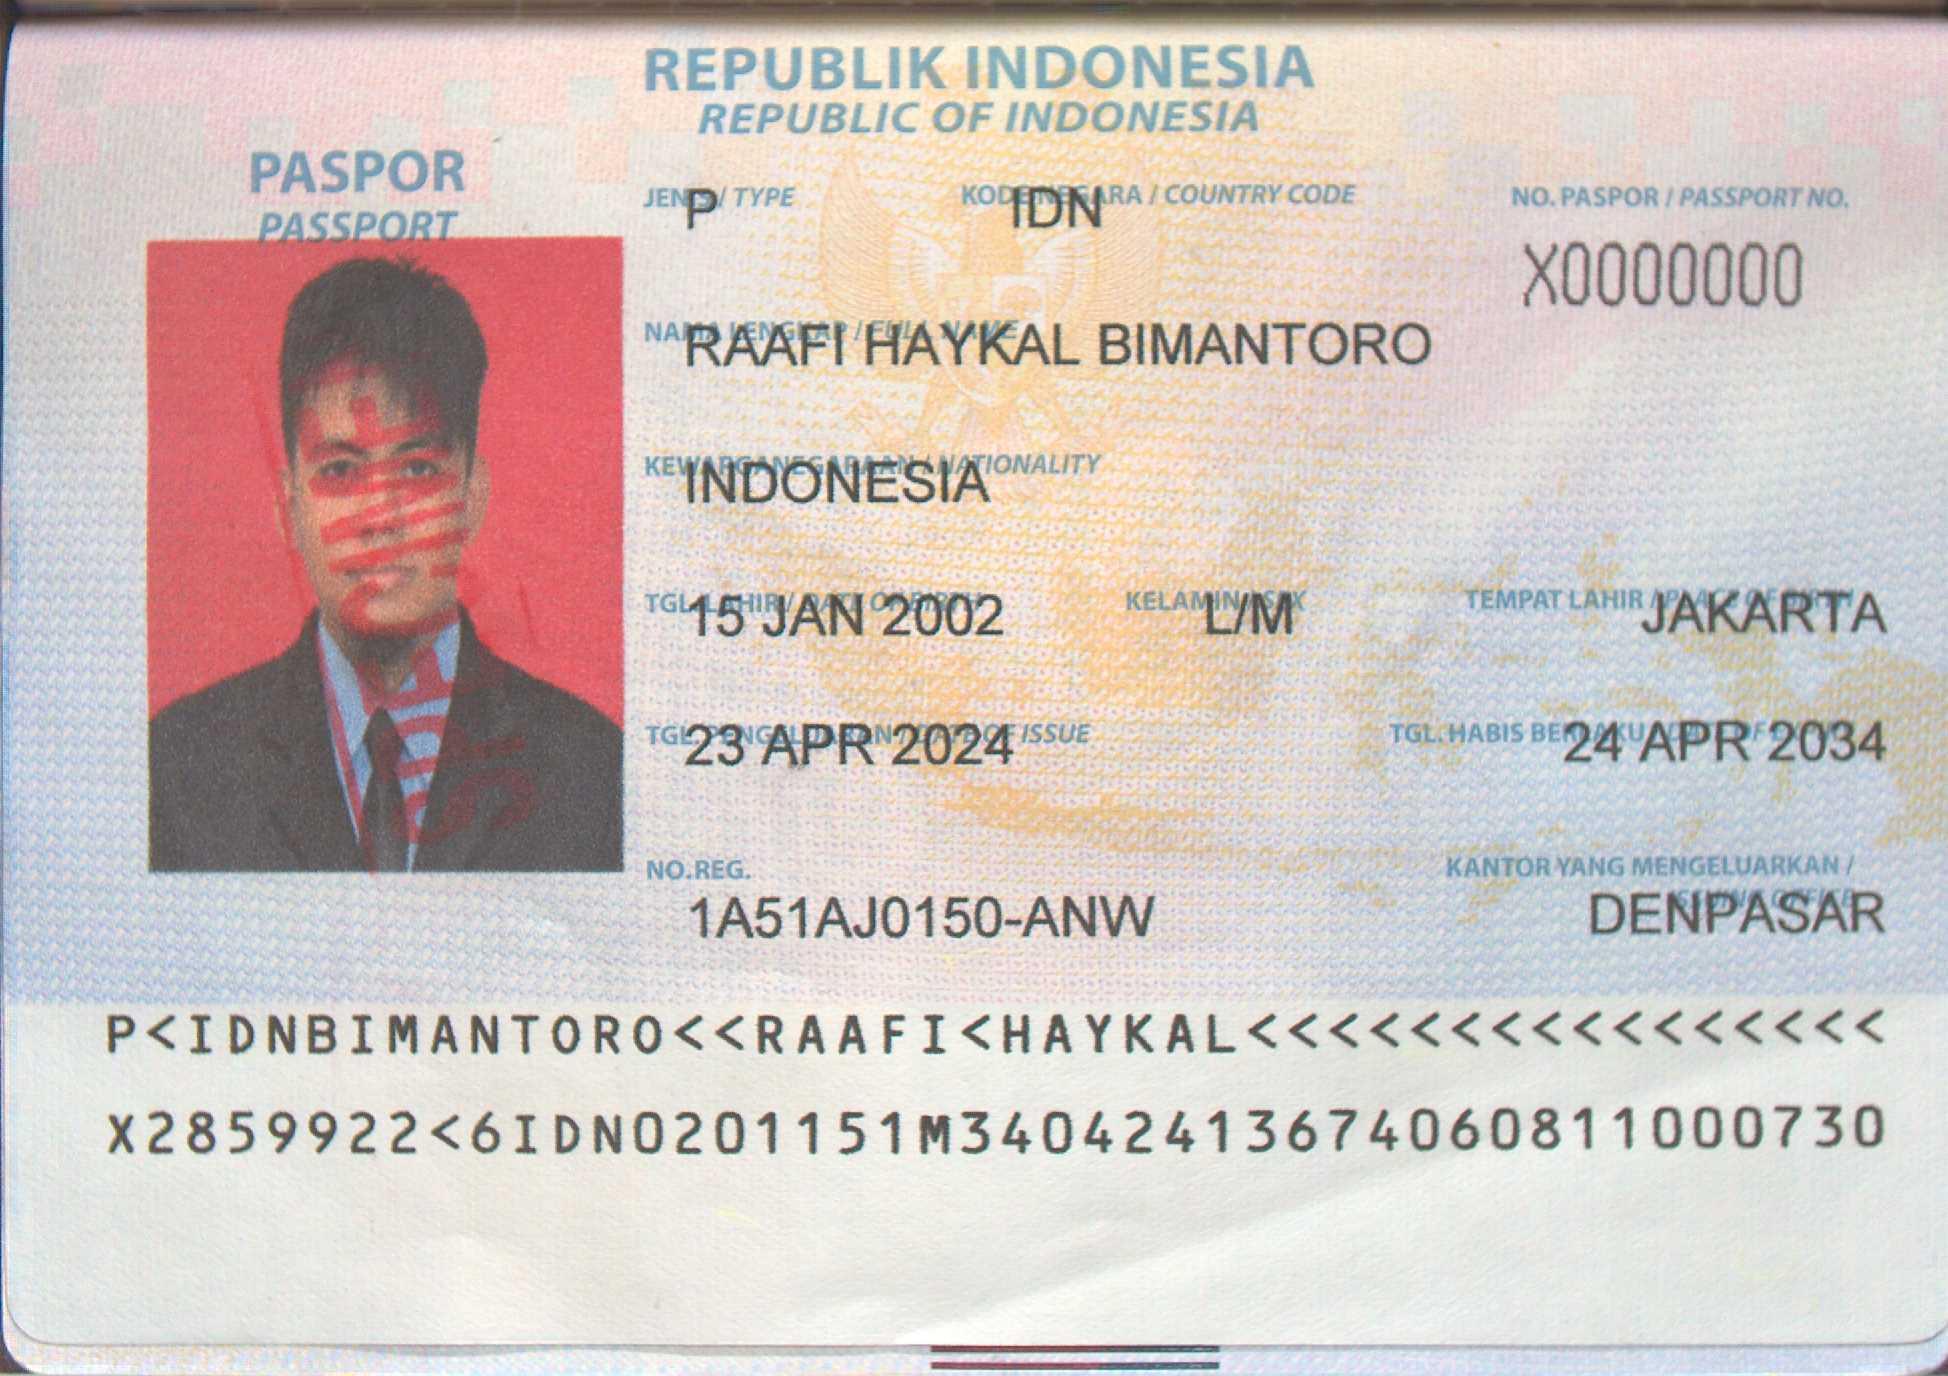 REPUBLIK INDONESIA
REPUBLIC OF INDONESIA
PASPOR
PASSPORT
JENIS / TYPE KODE NEGARA / COUNTRY CODE NO. PASPOR / PASSPORT NO.
P IDN
X0000000
NAMA LENGKAP / FULL NAME
RAAFI HAYKAL BIMANTORO
KEWARGANEGARAAN / NATIONALITY
INDONESIA
TGL. LAHIR / DATE OF BIRTH KELAMIN / SEX TEMPAT LAHIR / PLACE OF BIRTH
15 JAN 2002 L/M JAKARTA
TGL. PENGELUARAN / DATE OF ISSUE TGL. HABIS BERLAKU / DATE OF EXPIRY
23 APR 2024 24 APR 2034
NO. REG. KANTOR YANG MENGELUARKAN /
ISSUING OFFICE
1A51AJ0150-ANW DENPASAR
P<IDNBIMANTORO<<RAAFI<HAYKAL<<<<<<<<<<<<<<<<
X2859922<6IDN0201151M34042413674060811000730